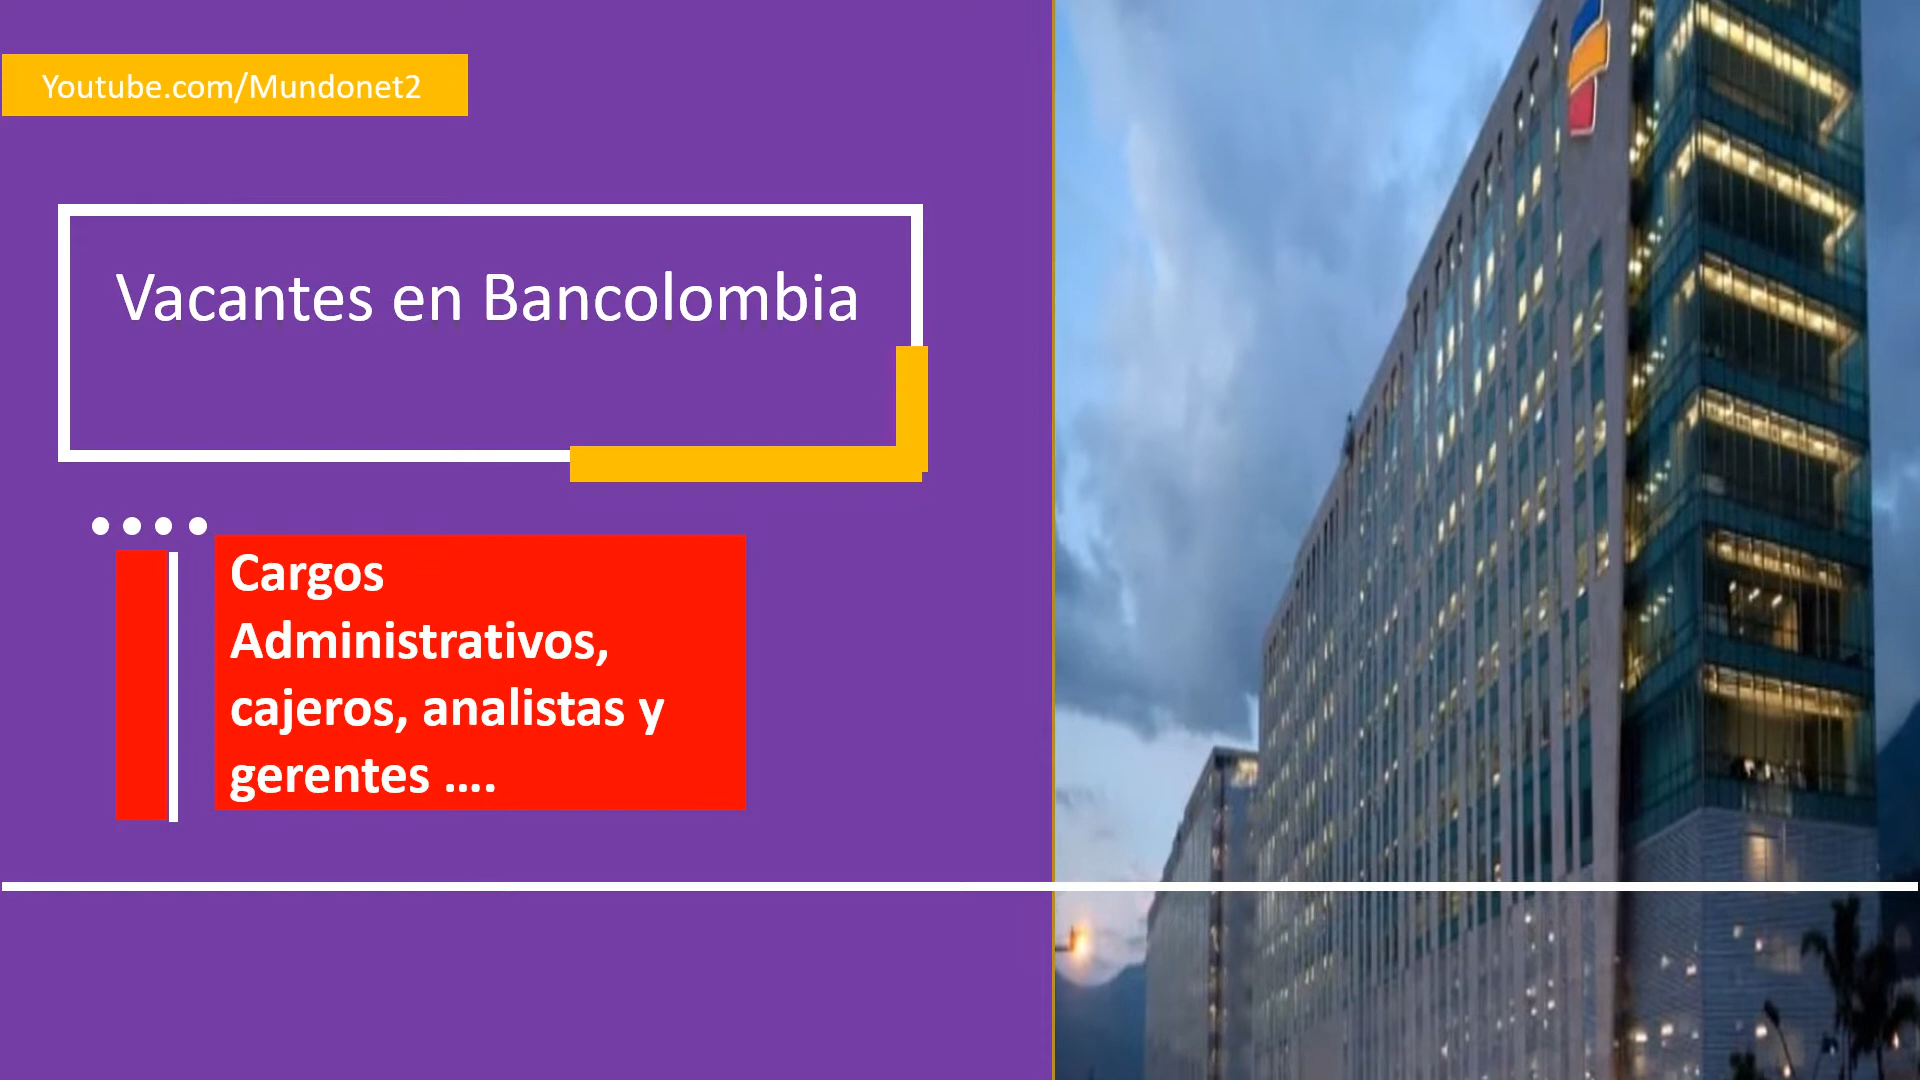 Youtube.com/Mundonet2
Vacantes en Bancolombia
Cargos
Administrativos,
cajeros, analistas y
gerentes ....